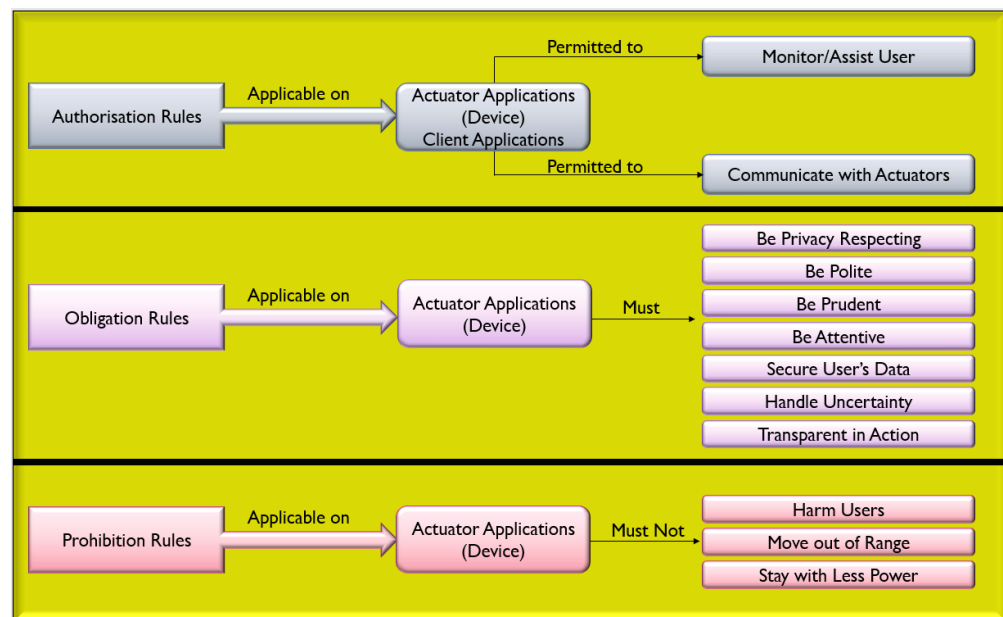 Permitted to
Monitor/Assist User
Authorisation Rules
Applicable on
Actuator Applications
(Device)
Client Applications
Permitted to
Communicate with Actuators
Obligation Rules
Applicable on
Actuator Applications
(Device)
Must
Be Privacy Respecting
Be Polite
Be Prudent
Be Attentive
Secure User's Data
Handle Uncertainty
Transparent in Action
Prohibition Rules
Applicable on
Actuator Applications
(Device)
Must Not
Harm Users
Move out of Range
Stay with Less Power